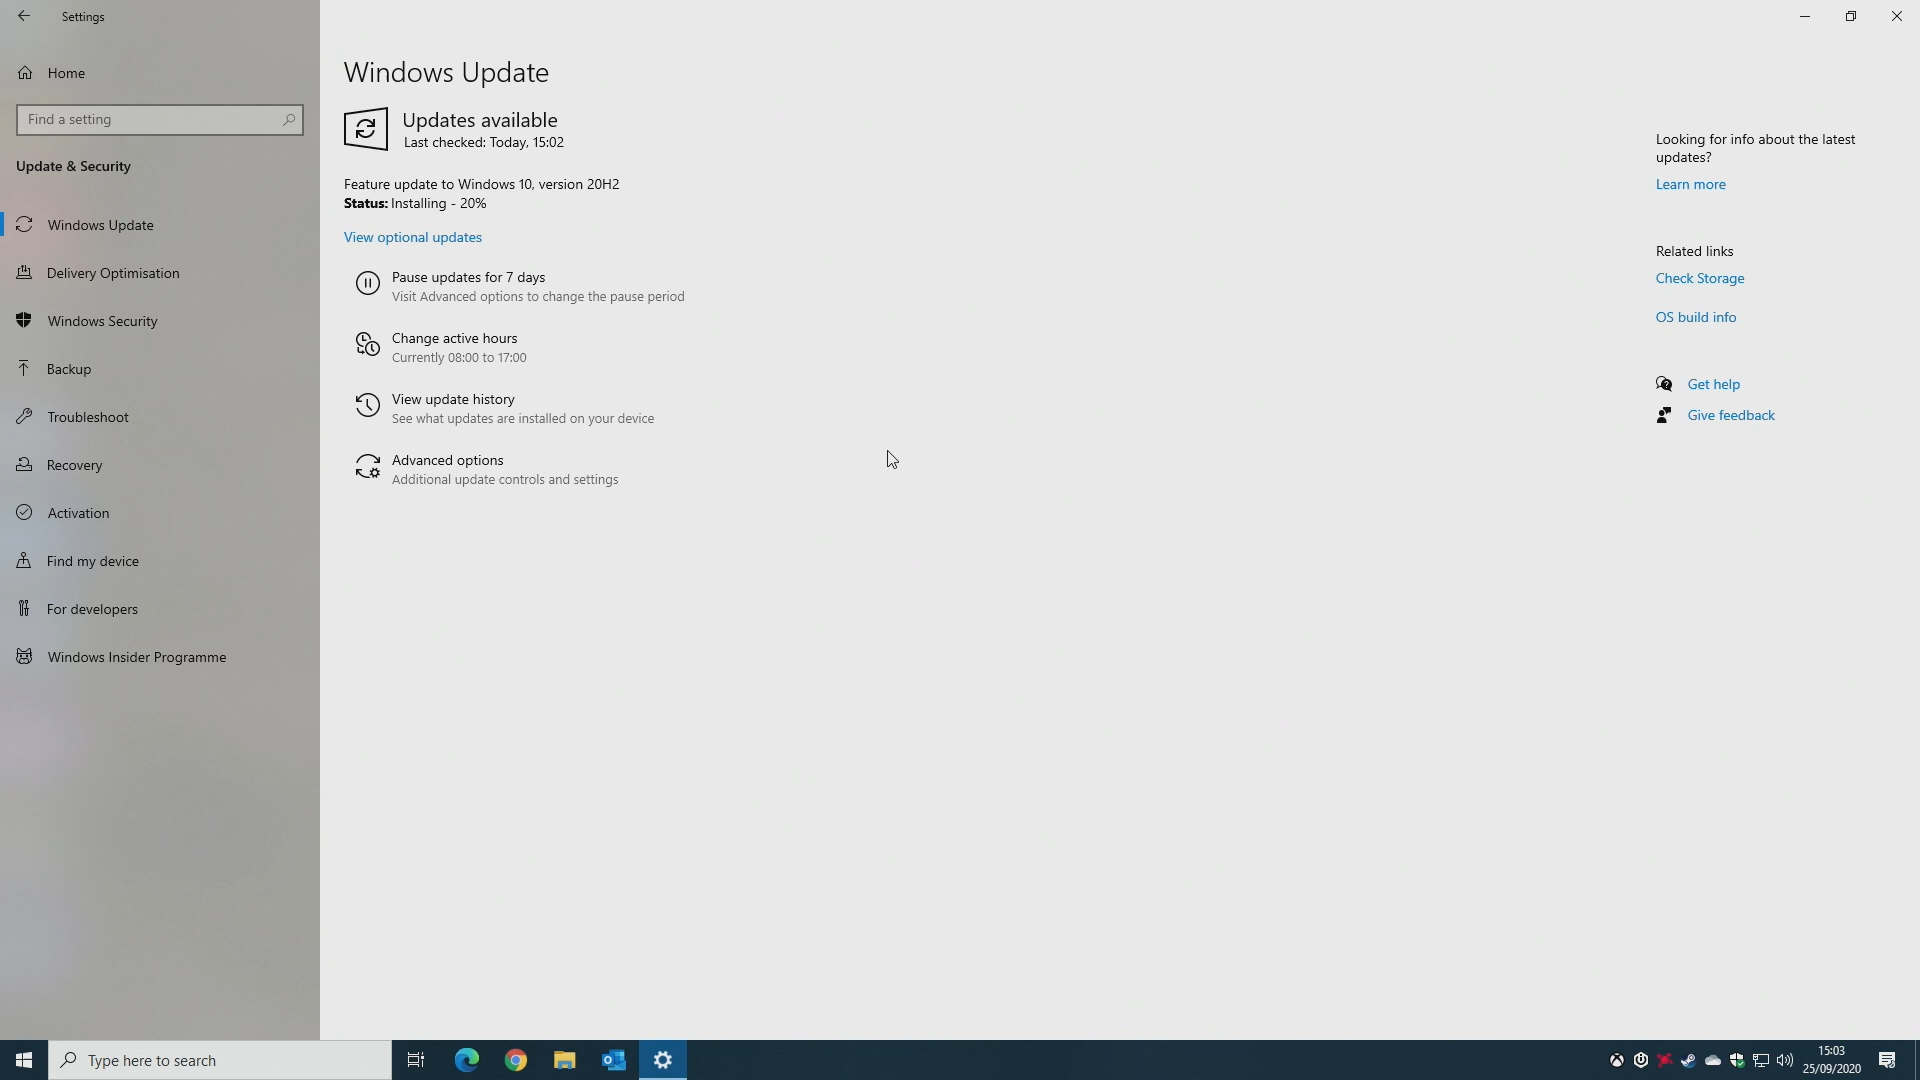 Settings
Home
Find a setting
Update & Security
Windows Update
Delivery Optimisation
Windows Security
Backup
Troubleshoot
Recovery
Activation
Find my device
For developers
Windows Insider Programme
Windows Update
Updates available
Last checked: Today, 15:02
Feature update to Windows 10, version 20H2
Status: Installing - 20%
View optional updates
Pause updates for 7 days
Visit Advanced options to change the pause period
Change active hours
Currently 08:00 to 17:00
View update history
See what updates are installed on your device
Advanced options
Additional update controls and settings
Looking for info about the latest
updates?
Learn more
Related links
Check Storage
OS build info
Get help
Give feedback
Type here to search
15:03
25/09/2020